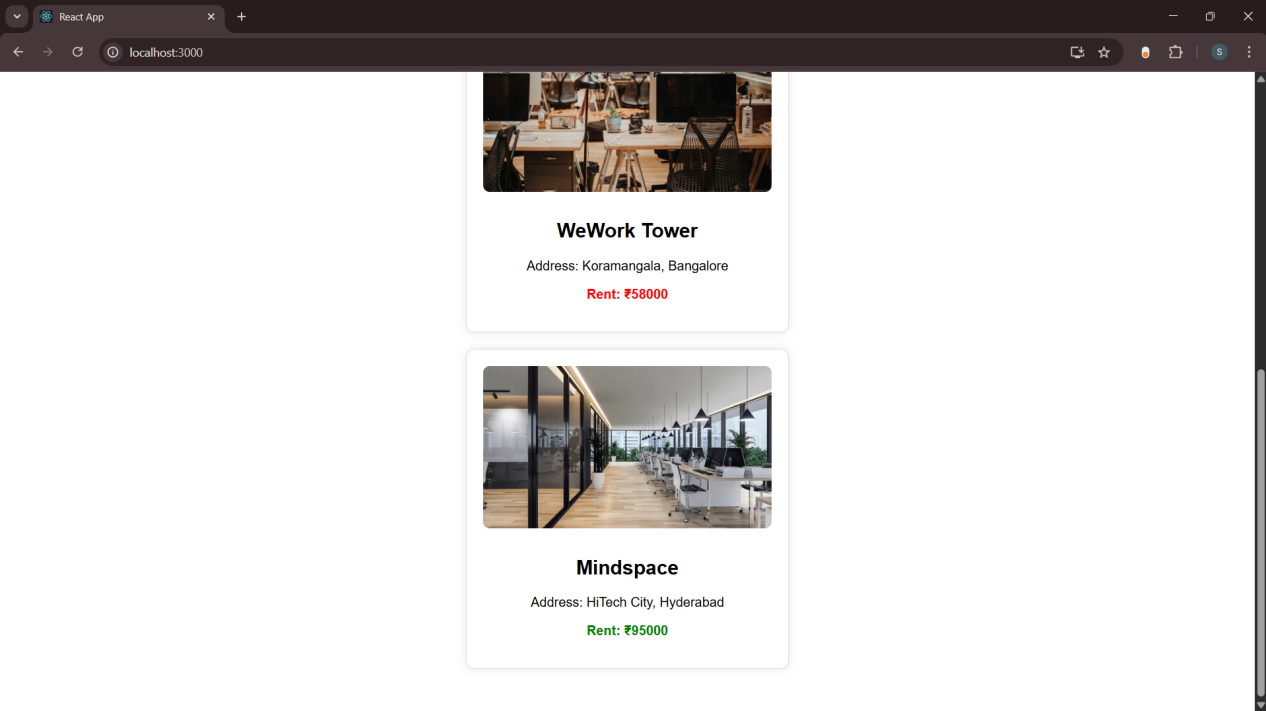 React App
localhost:3000
S
WeWork Tower
Address: Koramangala, Bangalore
Rent: ₹58000
Mindspace
Address: HiTech City, Hyderabad
Rent: ₹95000